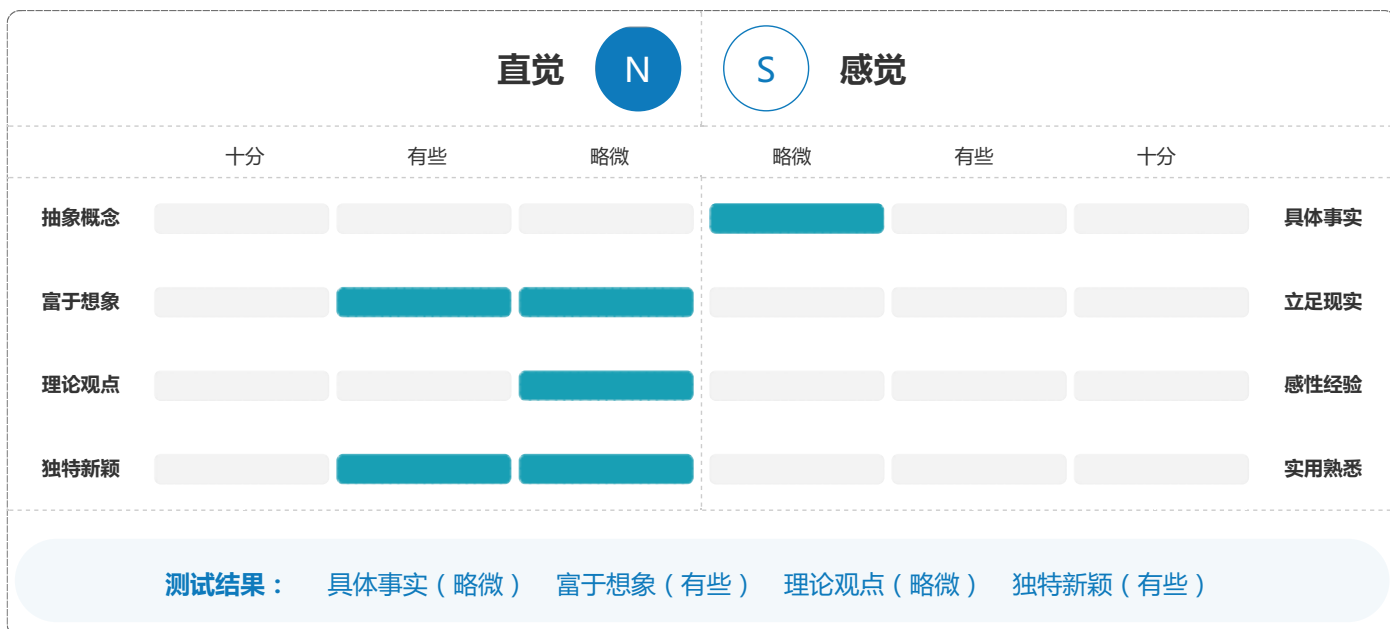 直觉 N S 感觉
十分 有些 略微 略微 有些 十分
抽象概念 具体事实
富于想象 立足现实
理论观点 感性经验
独特新颖 实用熟悉
测试结果： 具体事实（略微） 富于想象（有些） 理论观点（略微） 独特新颖（有些）